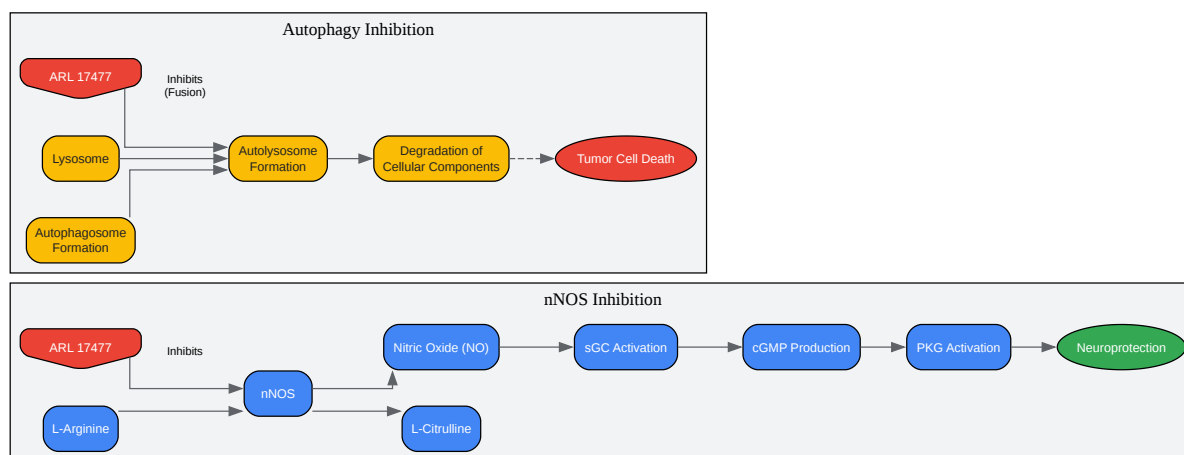 Autophagy Inhibition
ARL 17477
Inhibits
(Fusion)
Lysosome
Autolysosome
Formation
Degradation of
Cellular Components
Tumor Cell Death
Autophagosome
Formation
nNOS Inhibition
ARL 17477
Inhibits
Nitric Oxide (NO)
sGC Activation
cGMP Production
PKG Activation
Neuroprotection
nNOS
L-Arginine
L-Citrulline